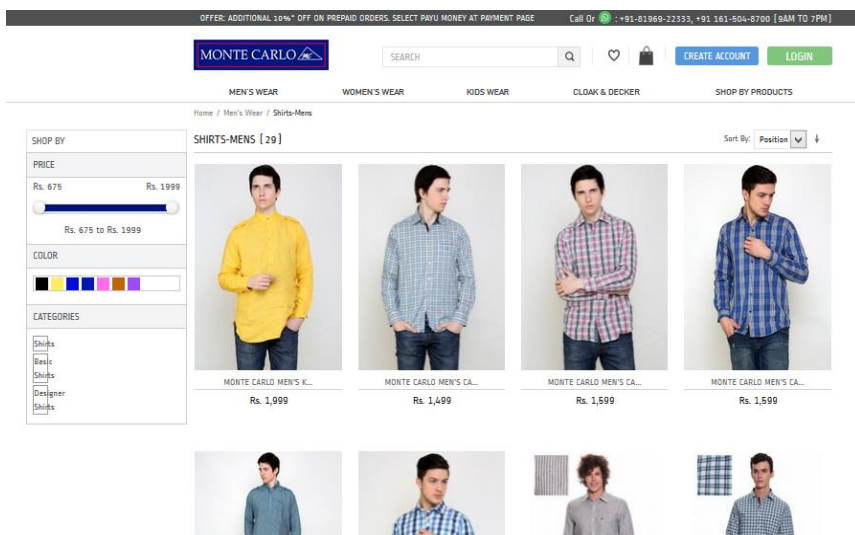 OFFER: ADDITIONAL 10%* OFF ON PREPAID ORDERS. SELECT PAYU MONEY AT PAYMENT PAGE
Call Or : +91-81969-22333, +91 161-504-8700 [9AM TO 7PM]
MONTE CARLO
SEARCH
CREATE ACCOUNT
LOGIN
MEN'S WEAR
WOMEN'S WEAR
KIDS WEAR
CLOAK & DECKER
SHOP BY PRODUCTS
Home / Men's Wear / Shirts-Mens
SHOP BY
PRICE
Rs. 675 Rs. 1999
Rs. 675 to Rs. 1999
COLOR
CATEGORIES
Shirts
Basic
Shirts
Designer
Shirts
SHIRTS-MENS [29]
Sort By: Position
MONTE CARLO MEN'S K...
Rs. 1,999
MONTE CARLO MEN'S CA...
Rs. 1,499
MONTE CARLO MEN'S CA...
Rs. 1,599
MONTE CARLO MEN'S CA...
Rs. 1,599